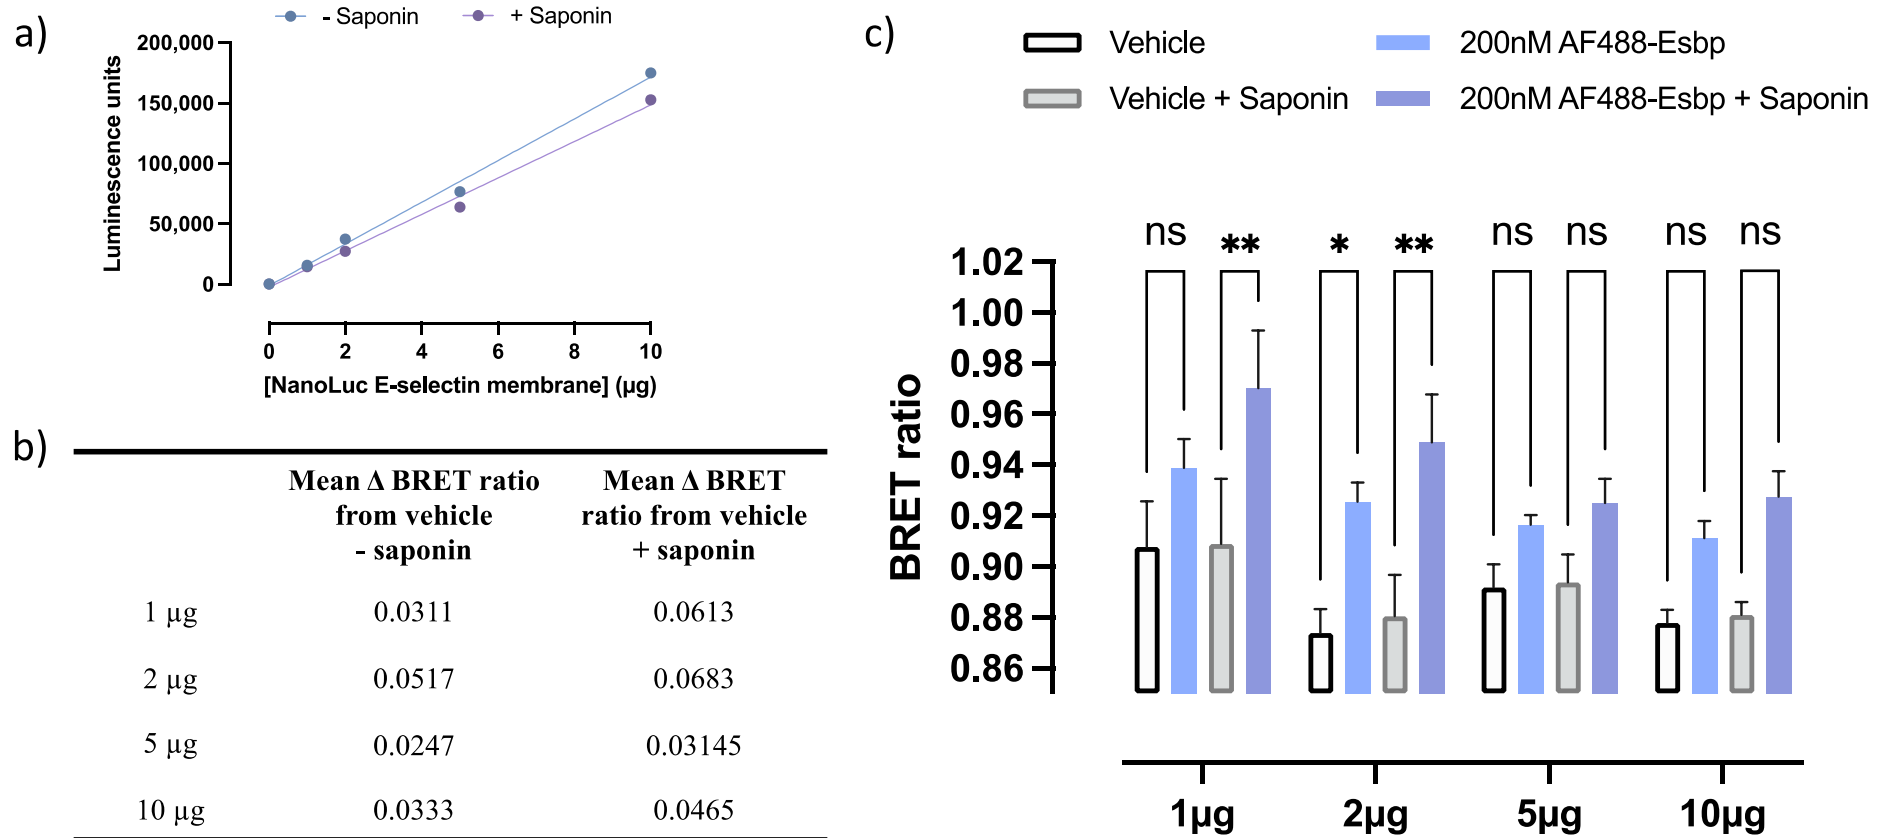 a)
- Saponin
+ Saponin
200,000
150,000
100,000
50,000
0
Luminescence units
0 2 4 6 8 10
[NanoLuc E-selectin membrane] (µg)
b)
Mean Δ BRET ratio
from vehicle
- saponin
Mean Δ BRET
ratio from vehicle
+ saponin
1 µg 0.0311 0.0613
2 µg 0.0517 0.0683
5 µg 0.0247 0.03145
10 µg 0.0333 0.0465
c)
Vehicle
200nM AF488-Esbp
Vehicle + Saponin
200nM AF488-Esbp + Saponin
ns ** * ** ns ns ns ns
1.02
1.00
0.98
0.96
0.94
0.92
0.90
0.88
0.86
BRET ratio
1µg 2µg 5µg 10µg